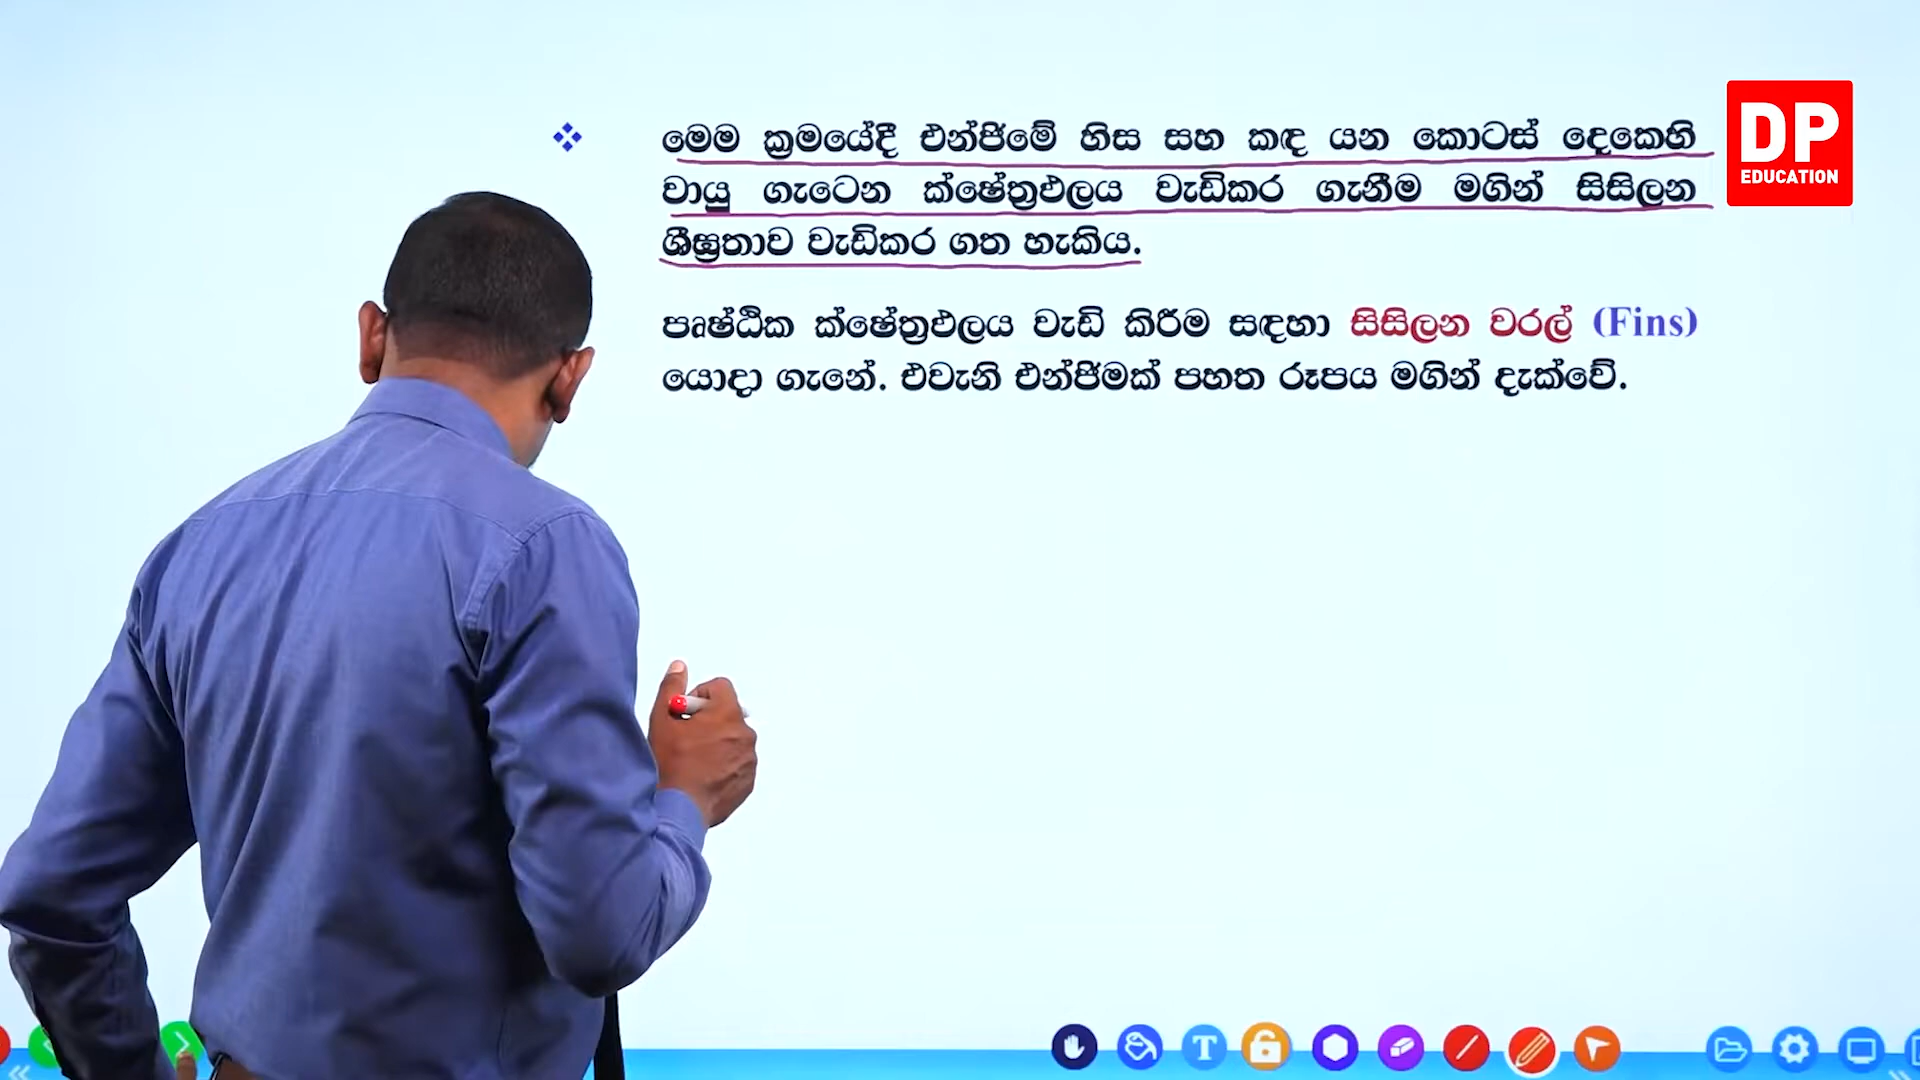 මෙම ක්‍රමයේදී එන්ජිමේ හිස සහ කඳ යන කොටස් දෙකෙහි
වායු ගැටෙන ක්ෂේත්‍රඵලය වැඩිකර ගැනීම මගින් සිසිලන
ශීඝ්‍රතාව වැඩිකර ගත හැකිය.
පෘෂ්ඨික ක්ෂේත්‍රඵලය වැඩි කිරීම සඳහා සිසිලන වරල් (Fins)
යොදා ගැනේ. එවැනි එන්ජිමක් පහත රූපය මගින් දැක්වේ.
DP
EDUCATION
T